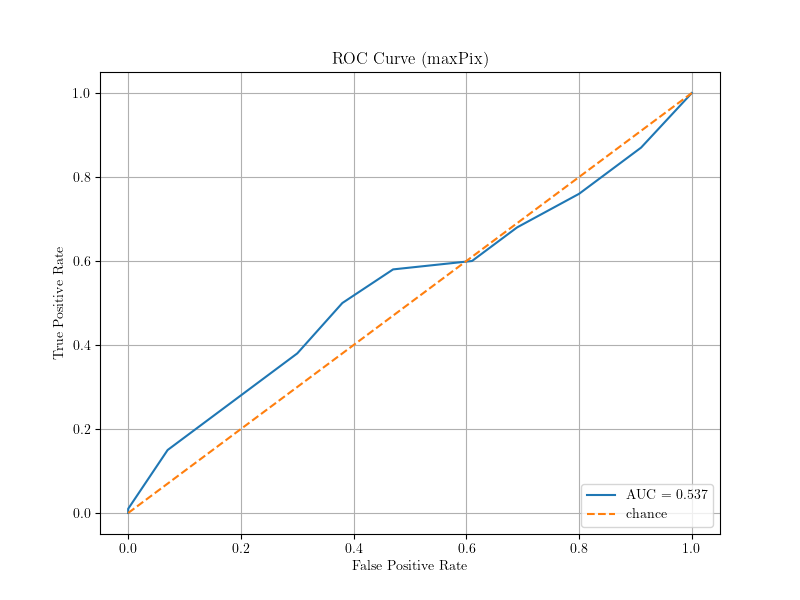 ROC Curve (maxPix)
True Positive Rate
1.0
0.8
0.6
0.4
0.2
0.0
0.0 0.2 0.4 0.6 0.8 1.0
False Positive Rate
AUC = 0.537
chance